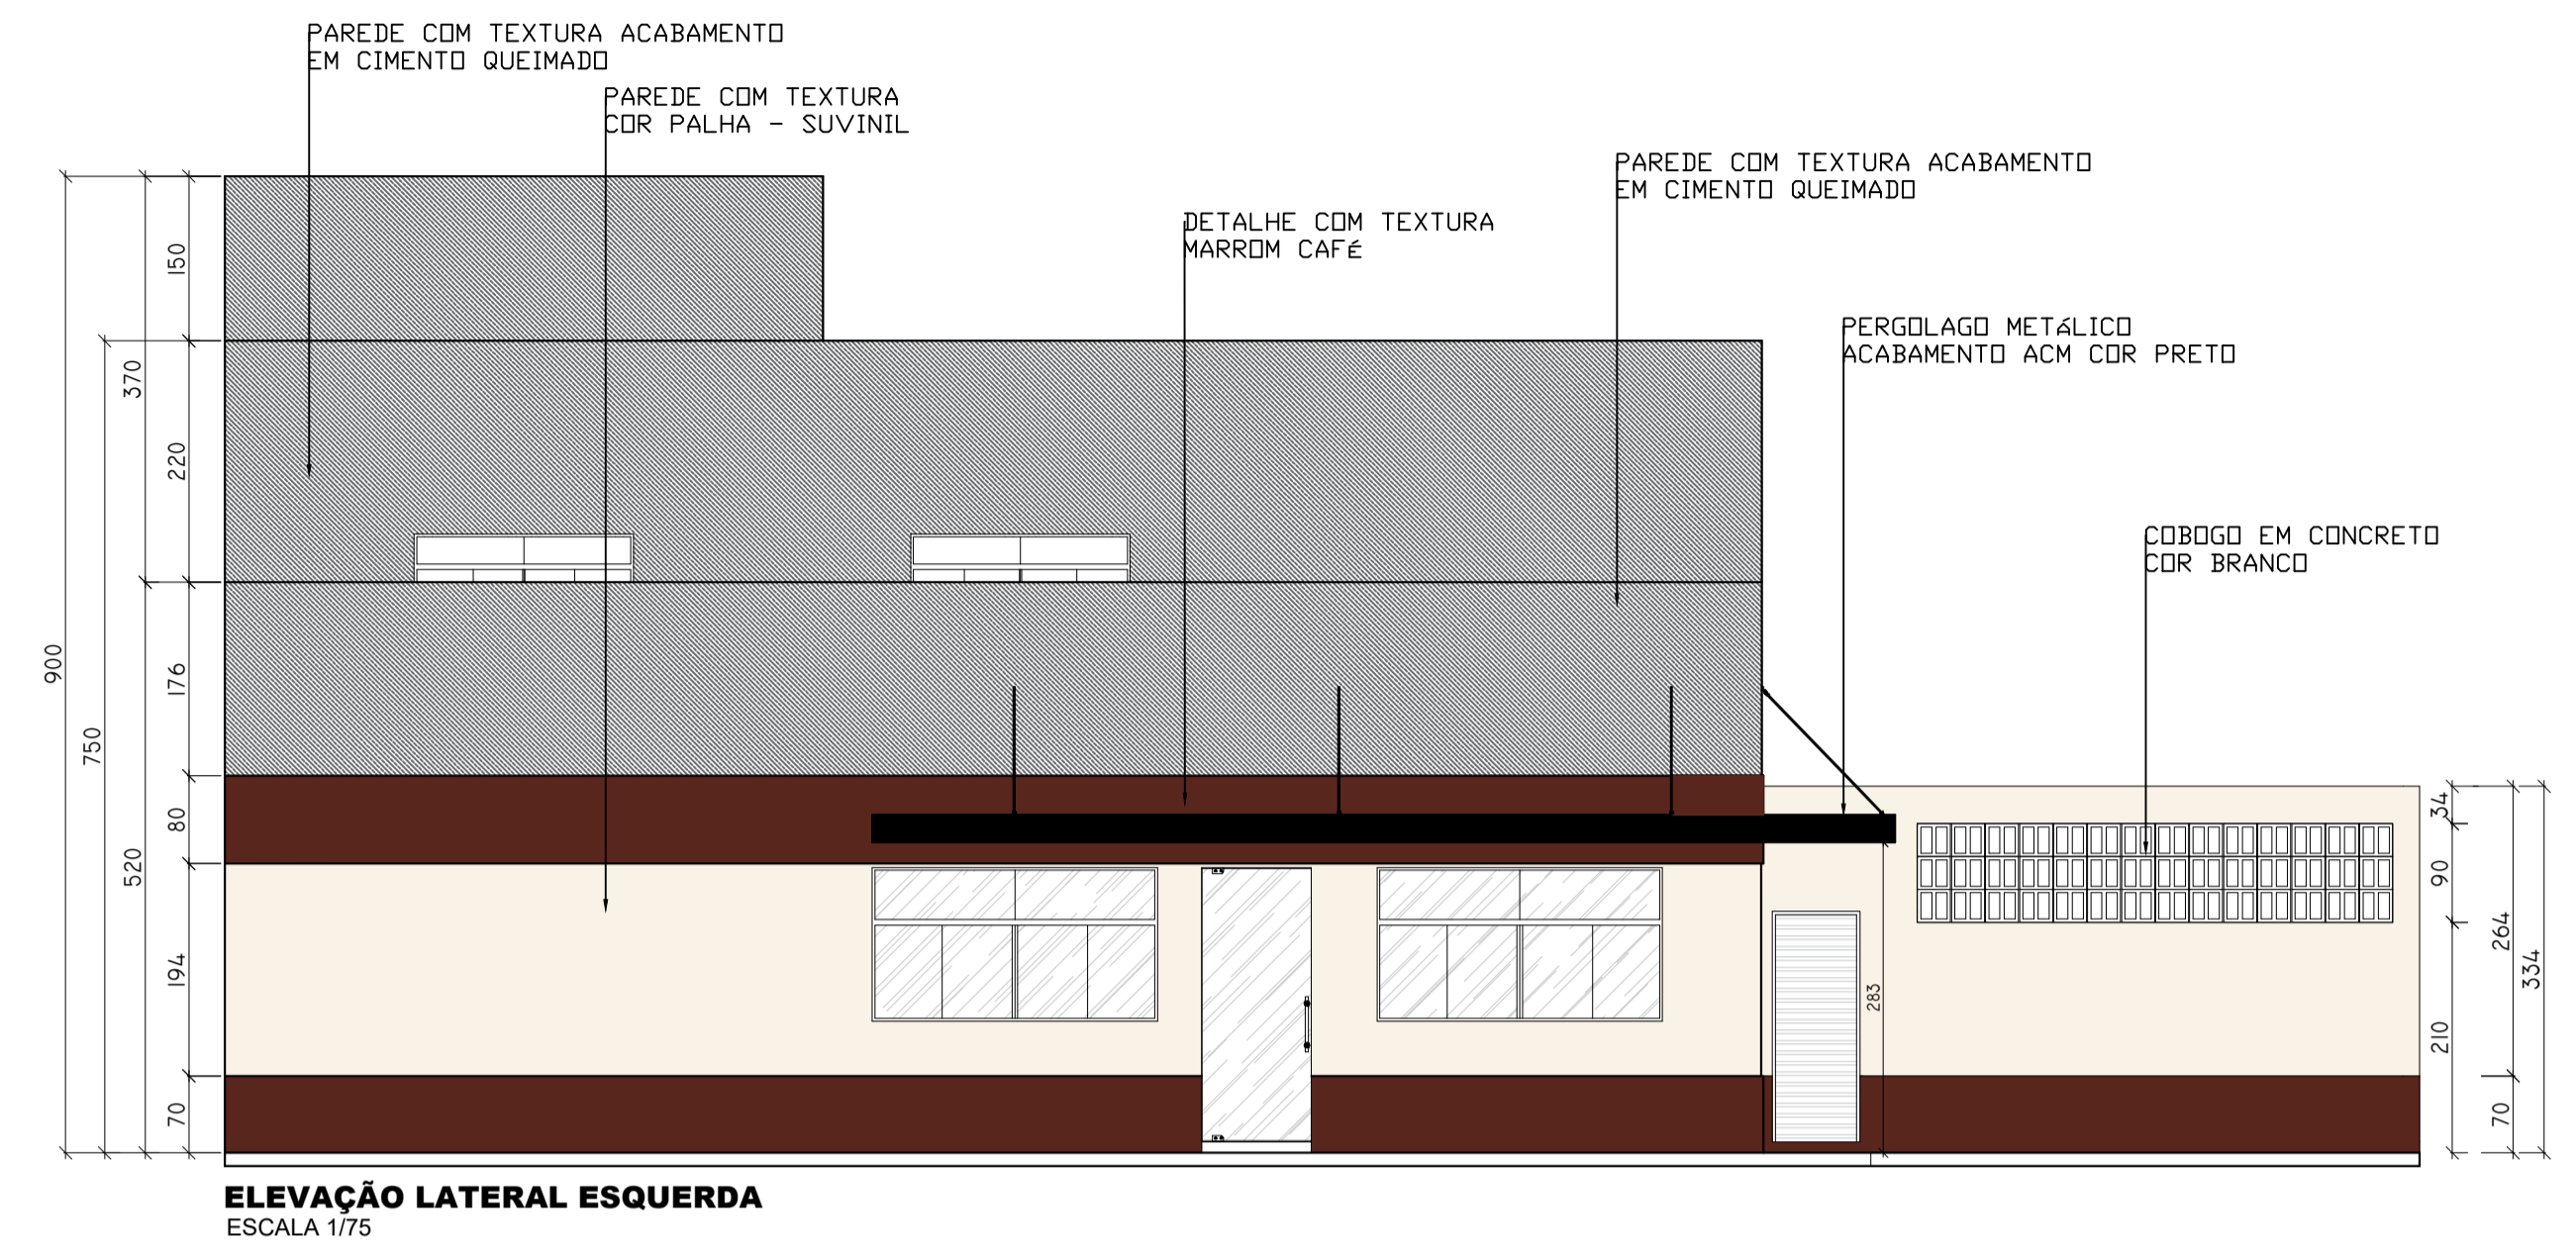 PAREDE COM TEXTURA ACABAMENTO
EM CIMENTO QUEIMADO
PAREDE COM TEXTURA
COR PALHA - SUVINIL
PAREDE COM TEXTURA ACABAMENTO
EM CIMENTO QUEIMADO
DETALHE COM TEXTURA
MARROM CAFé
PERGOLAGO METáLICO
ACABAMENTO ACM COR PRETO
COBOGO EM CONCRETO
COR BRANCO
900
750
370
520
150
220
176
80
194
70
283
34
90
210
264
70
334
ELEVAÇÃO LATERAL ESQUERDA
ESCALA 1/75